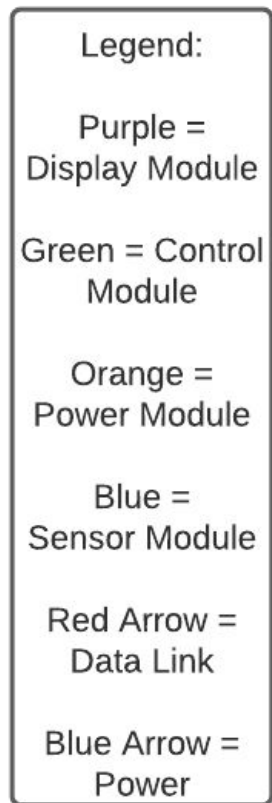 Legend:
Purple =
Display Module
Green = Control
Module
Orange =
Power Module
Blue =
Sensor Module
Red Arrow =
Data Link
Blue Arrow =
Power